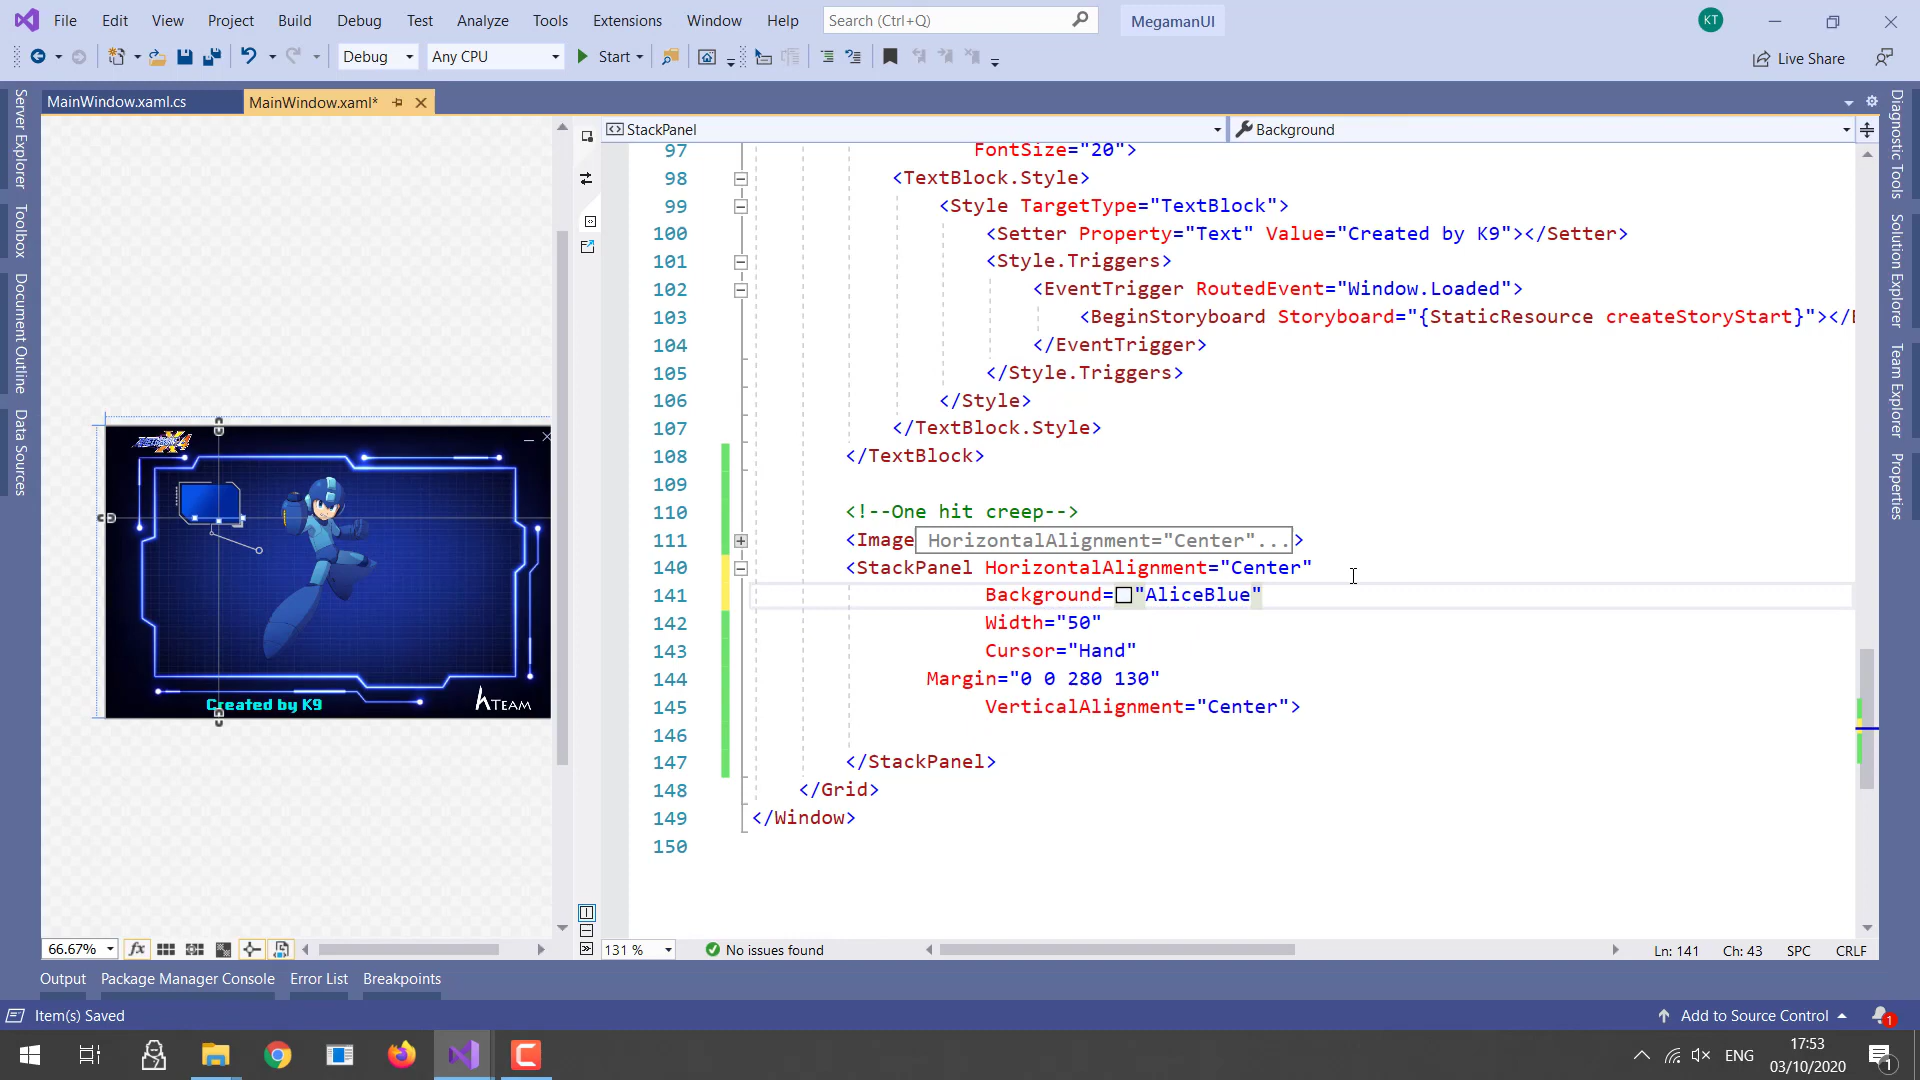 File Edit View Project Build Debug Test Analyze Tools Extensions Window Help Search (Ctrl+Q) MegamanUI KT
Debug Any CPU Start Live Share
MainWindow.xaml.cs MainWindow.xaml*
StackPanel Background
Server Explorer
Toolbox
Document Outline
Data Sources
97 FontSize="20">
98 <TextBlock.Style>
99 <Style TargetType="TextBlock">
100 <Setter Property="Text" Value="Created by K9"></Setter>
101 <Style.Triggers>
102 <EventTrigger RoutedEvent="Window.Loaded">
103 <BeginStoryboard Storyboard="{StaticResource createStoryStart}"></
104 </EventTrigger>
105 </Style.Triggers>
106 </Style>
107 </TextBlock.Style>
108 </TextBlock>
109
110 <!--One hit creep-->
111 <Image HorizontalAlignment="Center"...>
140 <StackPanel HorizontalAlignment="Center"
141 Background="AliceBlue"
142 Width="50"
143 Cursor="Hand"
144 Margin="0 0 280 130"
145 VerticalAlignment="Center">
146
147 </StackPanel>
148 </Grid>
149 </Window>
150
Created by K9
hTEAM
Diagnostic Tools
Solution Explorer
Team Explorer
Properties
66.67% fx 131 % No issues found Ln: 141 Ch: 43 SPC CRLF
Output Package Manager Console Error List Breakpoints
Item(s) Saved Add to Source Control 1
ENG 17:53
03/10/2020 1